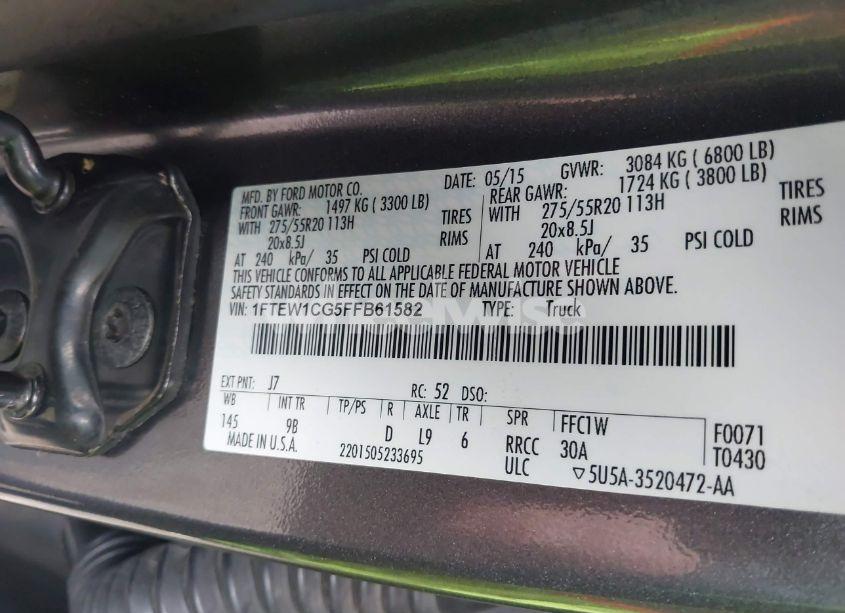 MFD. BY FORD MOTOR CO.
DATE: 05/15 GVWR: 3084 KG ( 6800 LB)
FRONT GAWR: 1497 KG ( 3300 LB)
WITH 275/55R20 113H TIRES
20x8.5J RIMS
AT 240 kPa/ 35 PSI COLD
REAR GAWR: 1724 KG ( 3800 LB)
WITH 275/55R20 113H TIRES
20x8.5J RIMS
AT 240 kPa/ 35 PSI COLD
THIS VEHICLE CONFORMS TO ALL APPLICABLE FEDERAL MOTOR VEHICLE
SAFETY STANDARDS IN EFFECT ON THE DATE OF MANUFACTURE SHOWN ABOVE.
VIN: 1FTEW1CG5FFB61582 TYPE: Truck
EXT PNT: J7 RC: 52 DSO:
WB INT TR TP/PS R AXLE TR SPR FFC1W F0071
145 9B D L9 6 RRCC 30A T0430
MADE IN U.S.A. 2201505233695 ULC ▽5U5A-3520472-AA